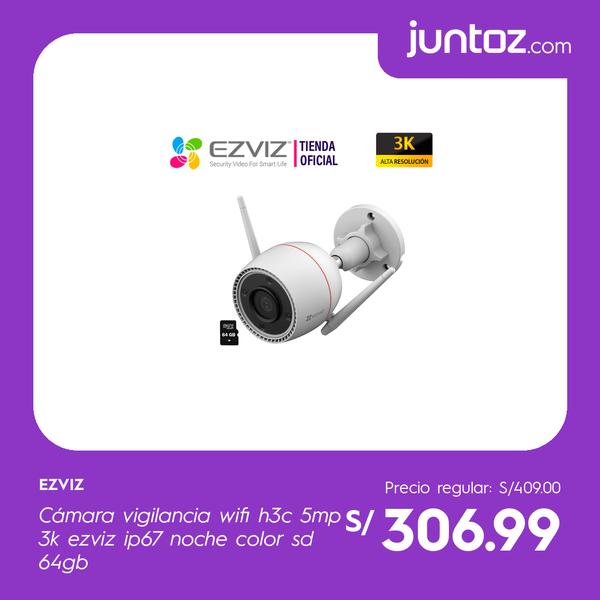 juntoz.com
EZVIZ
Security Video For Smart Life
TIENDA
OFICIAL
3K
ALTA RESOLUCIÓN
EZVIZ
64 GB
EZVIZ
Precio regular: S/409.00
Cámara vigilancia wifi h3c 5mp
3k ezviz ip67 noche color sd
64gb
S/ 306.99